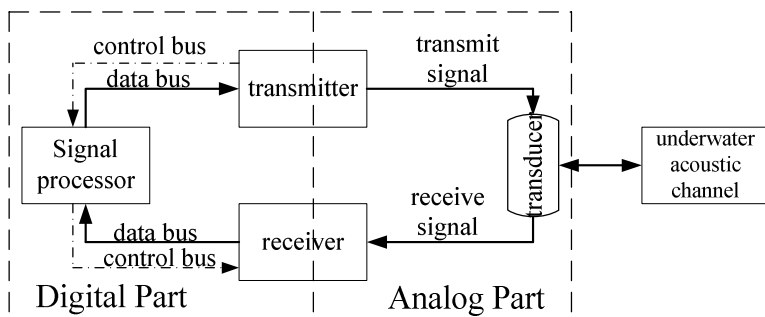 control bus
data bus
transmitter
transmit
signal
Signal
processor
transducer
underwater
acoustic
channel
receive
signal
data bus
control bus
receiver
Digital Part
Analog Part